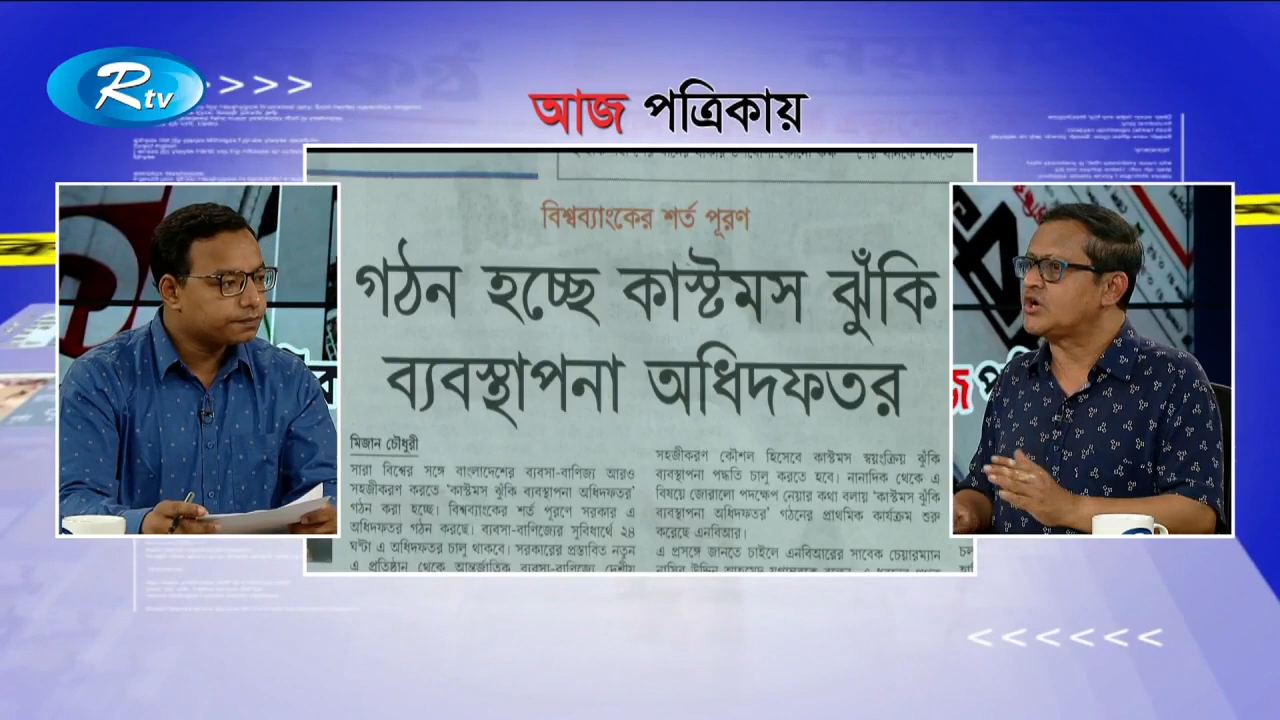 Rtv
আজ পত্রিকায়
বিশ্বব্যাংকের শর্ত পূরণ
গঠন হচ্ছে কাস্টমস ঝুঁকি
ব্যবস্থাপনা অধিদফতর
মিজান চৌধুরী
সারা বিশ্বের সঙ্গে বাংলাদেশের ব্যবসা-বাণিজ্য আরও
সহজীকরণ করতে ‘কাস্টমস ঝুঁকি ব্যবস্থাপনা অধিদফতর’
গঠন করা হচ্ছে। বিশ্বব্যাংকের শর্ত পূরণে সরকার এ
অধিদফতর গঠন করছে। ব্যবসা-বাণিজ্যের সুবিধার্থে ২৪
ঘণ্টা এ অধিদফতর চালু থাকবে। সরকারের প্রস্তাবিত নতুন
এ প্রতিষ্ঠান থেকে আন্তর্জাতিক ব্যবসা-বাণিজ্যে দেশীয়
সহজীকরণ কৌশল হিসেবে কাস্টমস স্বয়ংক্রিয় ঝুঁকি
ব্যবস্থাপনা পদ্ধতি চালু করতে হবে। নানাদিক থেকে এ
বিষয়ে জোরালো পদক্ষেপ নেয়ার কথা বলায় ‘কাস্টমস ঝুঁকি
ব্যবস্থাপনা অধিদফতর’ গঠনের প্রাথমিক কার্যক্রম শুরু
করেছে এনবিআর।
এ প্রসঙ্গে জানতে চাইলে এনবিআরের সাবেক চেয়ারম্যান